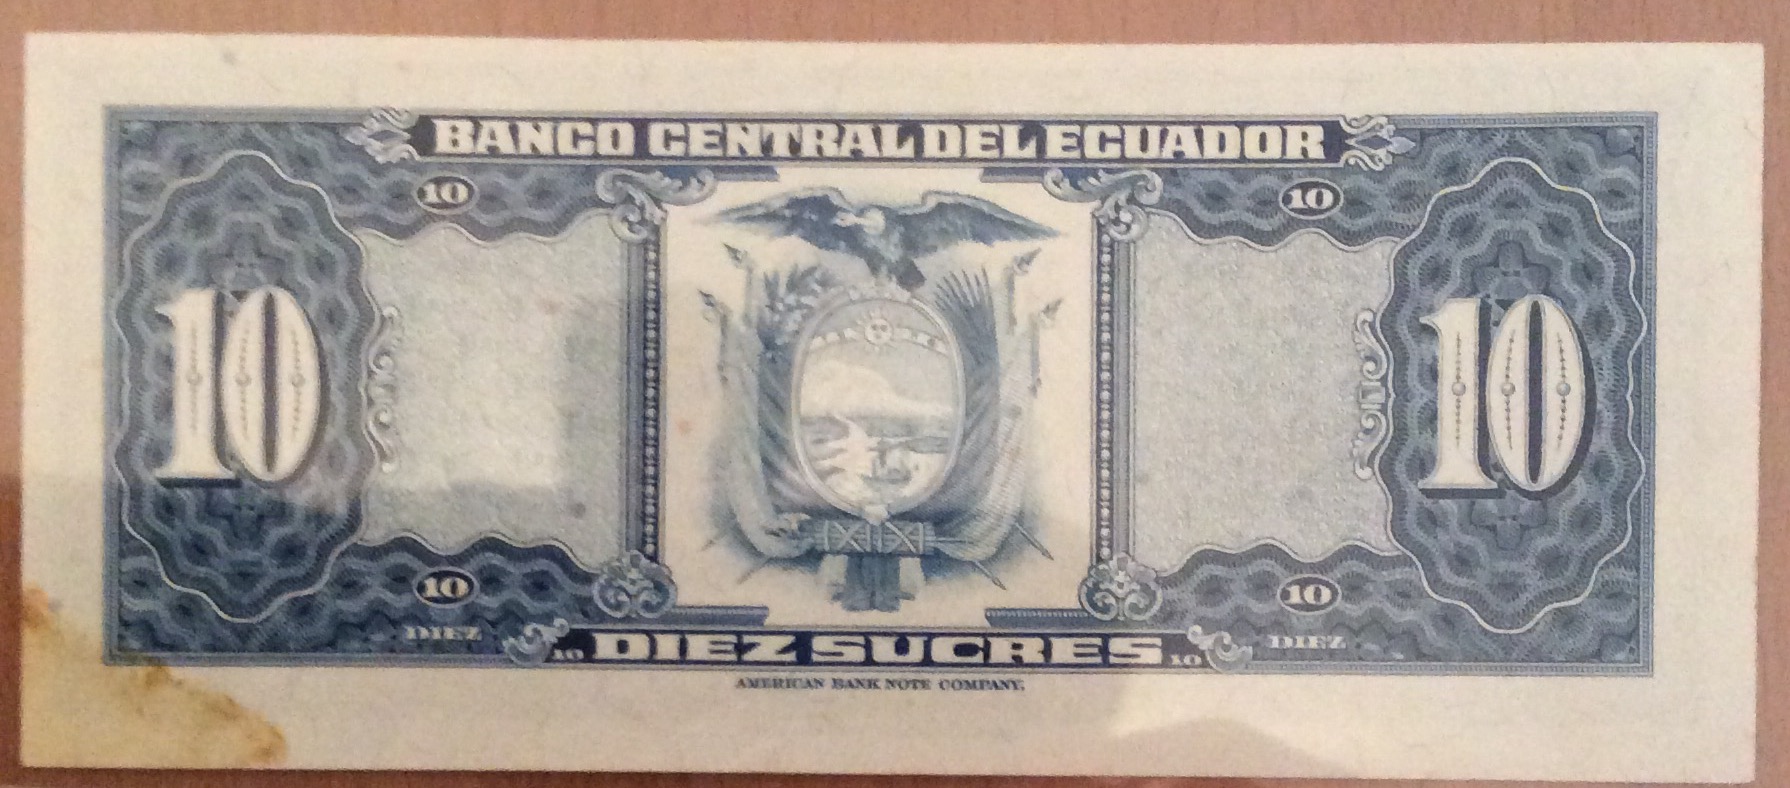 BANCO CENTRAL DEL ECUADOR
10 10
10 10
10 10
DIEZ 10 DIEZ SUCRES 10 DIEZ
AMERICAN BANK NOTE COMPANY.